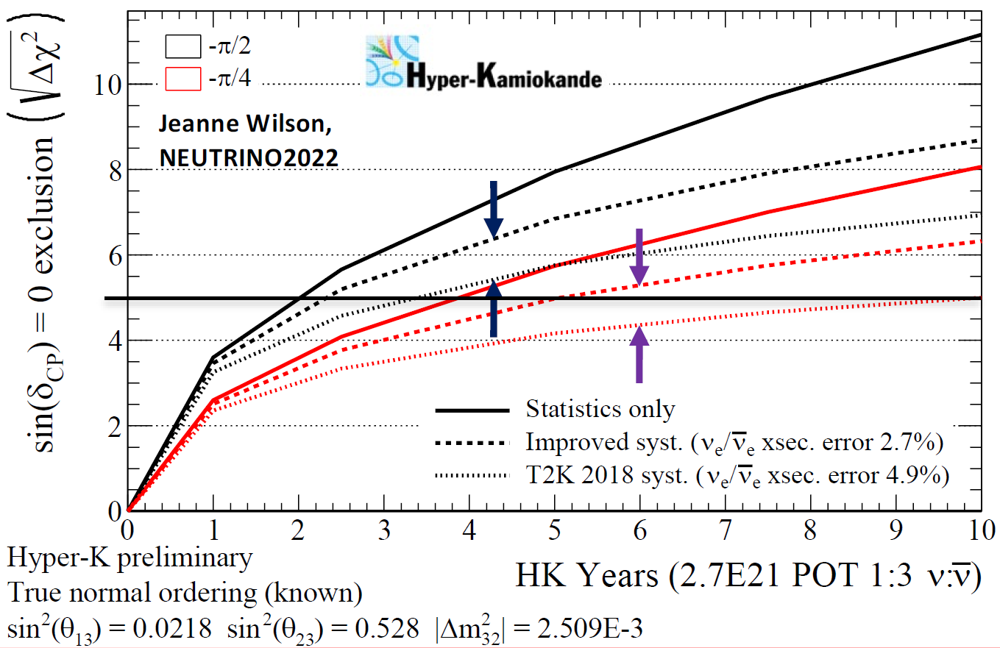 sin(δCP) = 0 exclusion (√Δχ²)
-π/2
-π/4
Hyper-Kamiokande
Jeanne Wilson,
NEUTRINO2022
10
8
6
4
2
0
Statistics only
Improved syst. (νe/ν̅e xsec. error 2.7%)
T2K 2018 syst. (νe/ν̅e xsec. error 4.9%)
0 1 2 3 4 5 6 7 8 9 10
HK Years (2.7E21 POT 1:3 ν:ν̅)
Hyper-K preliminary
True normal ordering (known)
sin²(θ13) = 0.0218 sin²(θ23) = 0.528 |Δm²32| = 2.509E-3